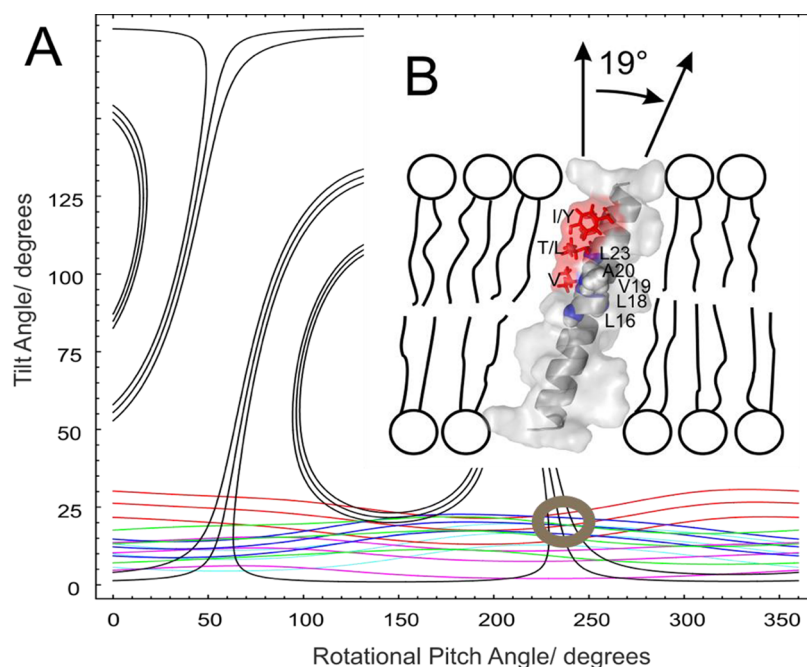 A
B
19°
I/Y
T/L
L23
A20
V
V19
L18
L16
Tilt Angle/ degrees
125
100
75
50
25
0
0
50
100
150
200
250
300
350
Rotational Pitch Angle/ degrees